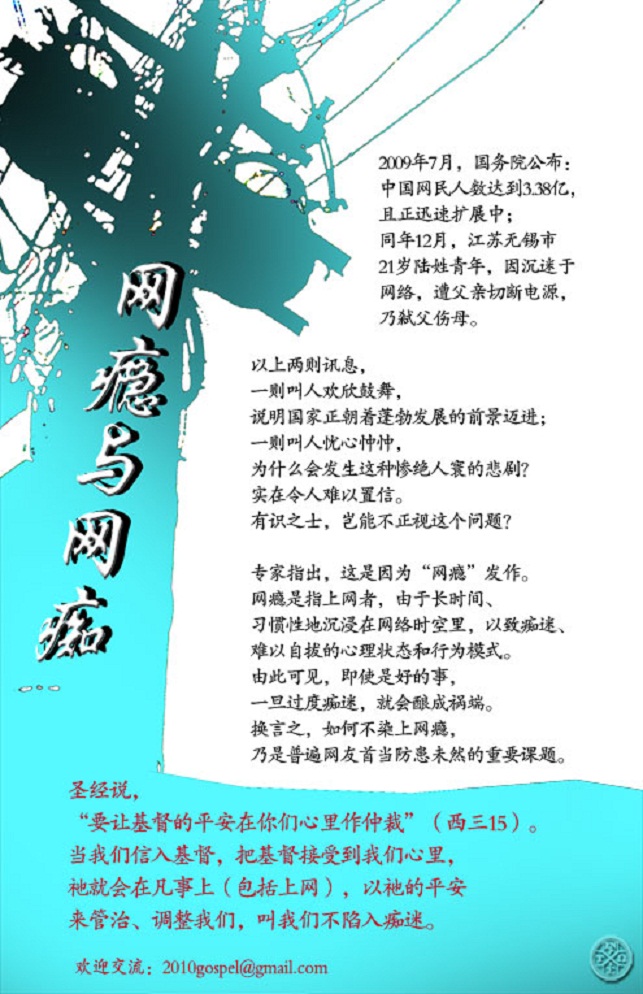 网瘾与网痴
2009年7月，国务院公布：
中国网民人数达到3.38亿，
且正迅速扩展中；
同年12月，江苏无锡市
21岁陆姓青年，因沉迷于
网络，遭父亲切断电源，
乃弑父伤母。
以上两则讯息，
一则叫人欢欣鼓舞，
说明国家正朝着蓬勃发展的前景迈进；
一则叫人忧心忡忡，
为什么会发生这种惨绝人寰的悲剧？
实在令人难以置信。
有识之士，岂能不正视这个问题？
专家指出，这是因为“网瘾”发作。
网瘾是指上网者，由于长时间、
习惯性地沉浸在网络时空里，以致痴迷、
难以自拔的心理状态和行为模式。
由此可见，即使是好的事，
一旦过度痴迷，就会酿成祸端。
换言之，如何不染上网瘾，
乃是普遍网友首当防患未然的重要课题。
圣经说，
“要让基督的平安在你们心里作仲裁”（西三15）。
当我们信入基督，把基督接受到我们心里，
祂就会在凡事上（包括上网），以祂的平安
来管治、调整我们，叫我们不陷入痴迷。
欢迎交流：2010gospel@gmail.com